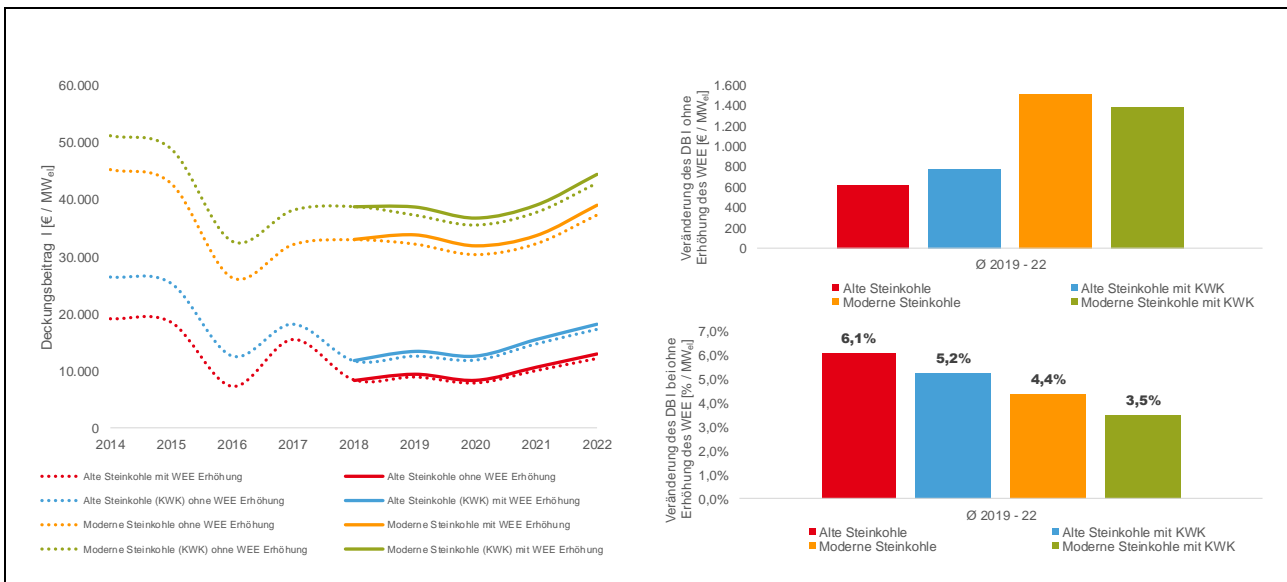 Deckungsbeitrag I [€ / MWel]
60.000
50.000
40.000
30.000
20.000
10.000
0
2014 2015 2016 2017 2018 2019 2020 2021 2022
Alte Steinkohle mit WEE Erhöhung
Alte Steinkohle ohne WEE Erhöhung
Alte Steinkohle (KWK) ohne WEE Erhöhung
Alte Steinkohle (KWK) mit WEE Erhöhung
Moderne Steinkohle ohne WEE Erhöhung
Moderne Steinkohle mit WEE Erhöhung
Moderne Steinkohle (KWK) ohne WEE Erhöhung
Moderne Steinkohle (KWK) mit WEE Erhöhung
Veränderung des DB I ohne
Erhöhung des WEE [€ / MWel]
1.600
1.400
1.200
1.000
800
600
400
200
0
Ø 2019 - 22
Alte Steinkohle
Alte Steinkohle mit KWK
Moderne Steinkohle
Moderne Steinkohle mit KWK
Veränderung des DB I bei ohne
Erhöhung des WEE [% / MWel]
7,0%
6,0%
5,0%
4,0%
3,0%
2,0%
1,0%
0,0%
6,1%
5,2%
4,4%
3,5%
Ø 2019 - 22
Alte Steinkohle
Alte Steinkohle mit KWK
Moderne Steinkohle
Moderne Steinkohle mit KWK